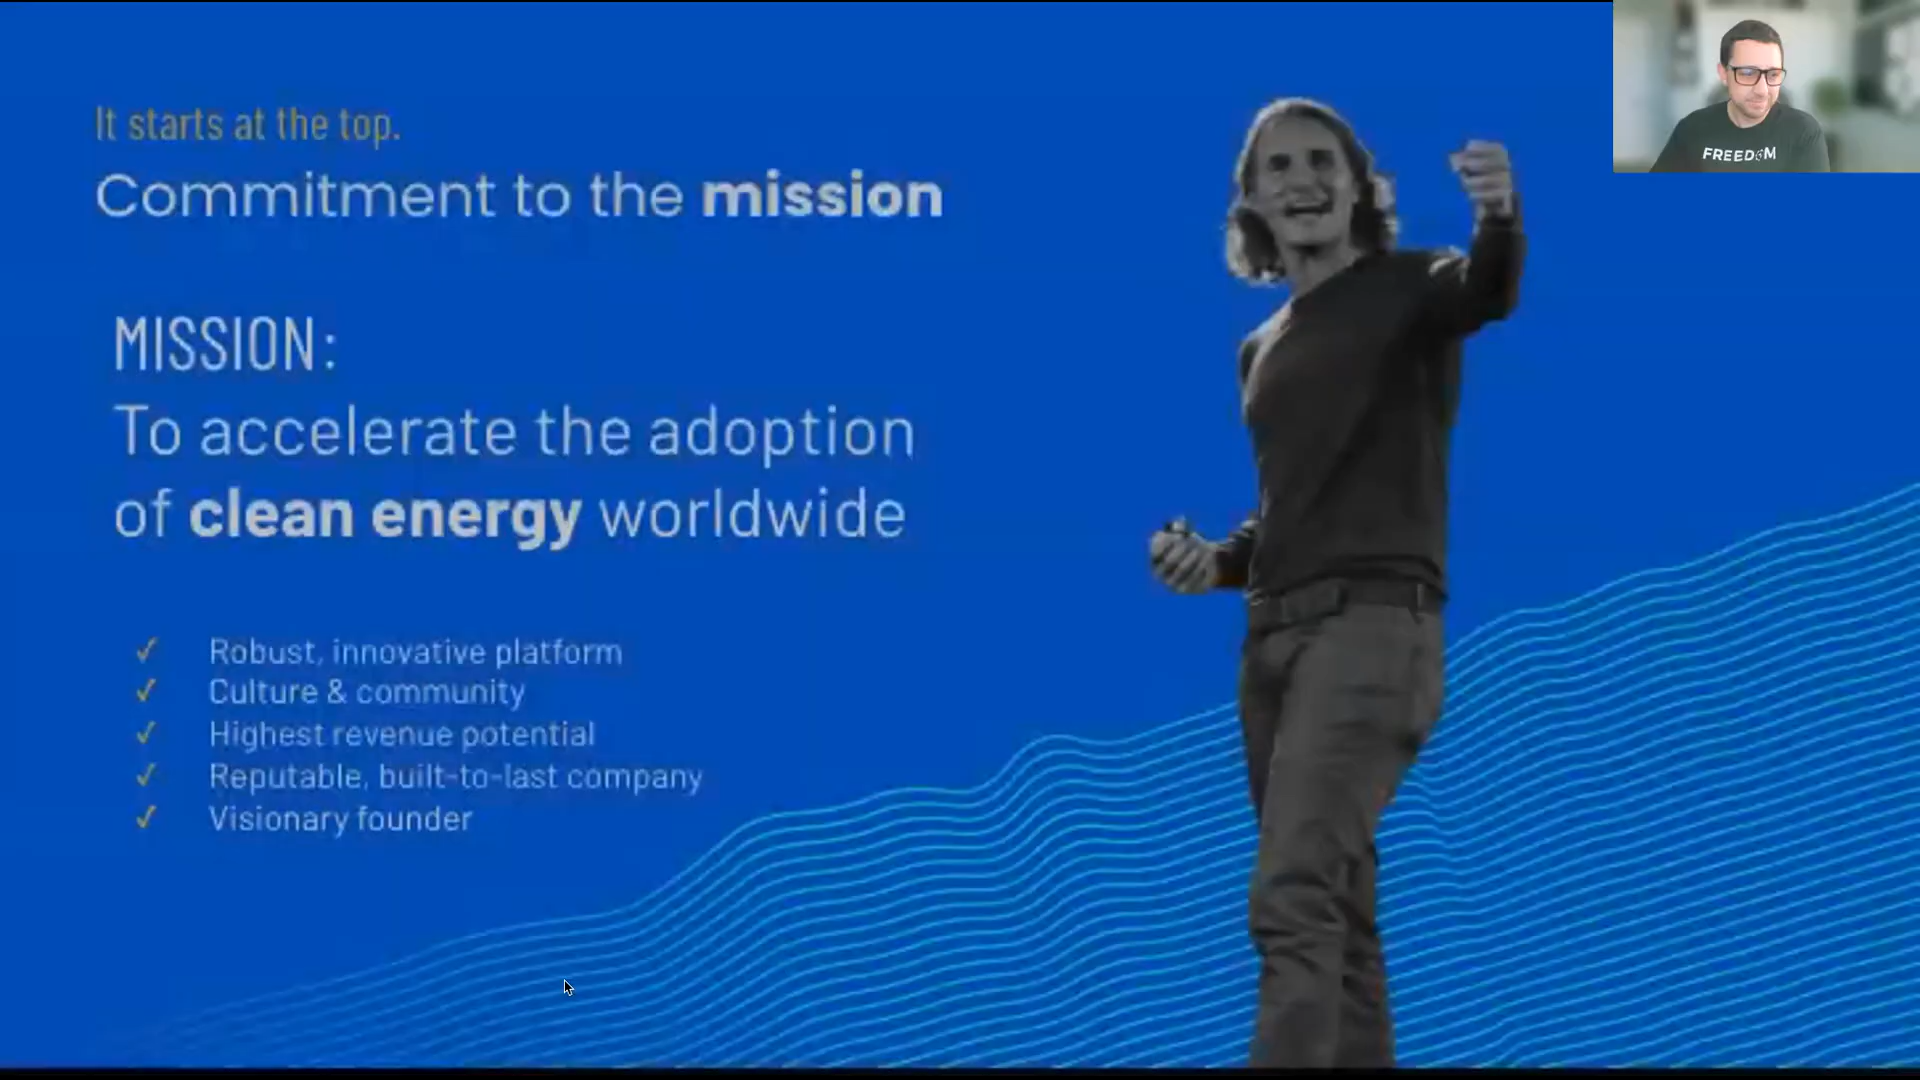 It starts at the top.
Commitment to the mission
MISSION:
To accelerate the adoption
of clean energy worldwide
✓ Robust, innovative platform
✓ Culture & community
✓ Highest revenue potential
✓ Reputable, built-to-last company
✓ Visionary founder
FREEDOM